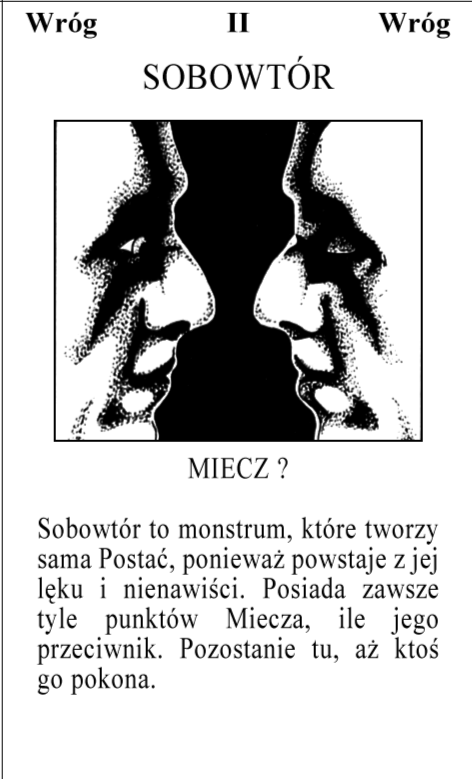 Wróg II Wróg
SOBOWTÓR
MIECZ ?
Sobowtór to monstrum, które tworzy
sama Postać, ponieważ powstaje z jej
lęku i nienawiści. Posiada zawsze
tyle punktów Miecza, ile jego
przeciwnik. Pozostanie tu, aż ktoś
go pokona.